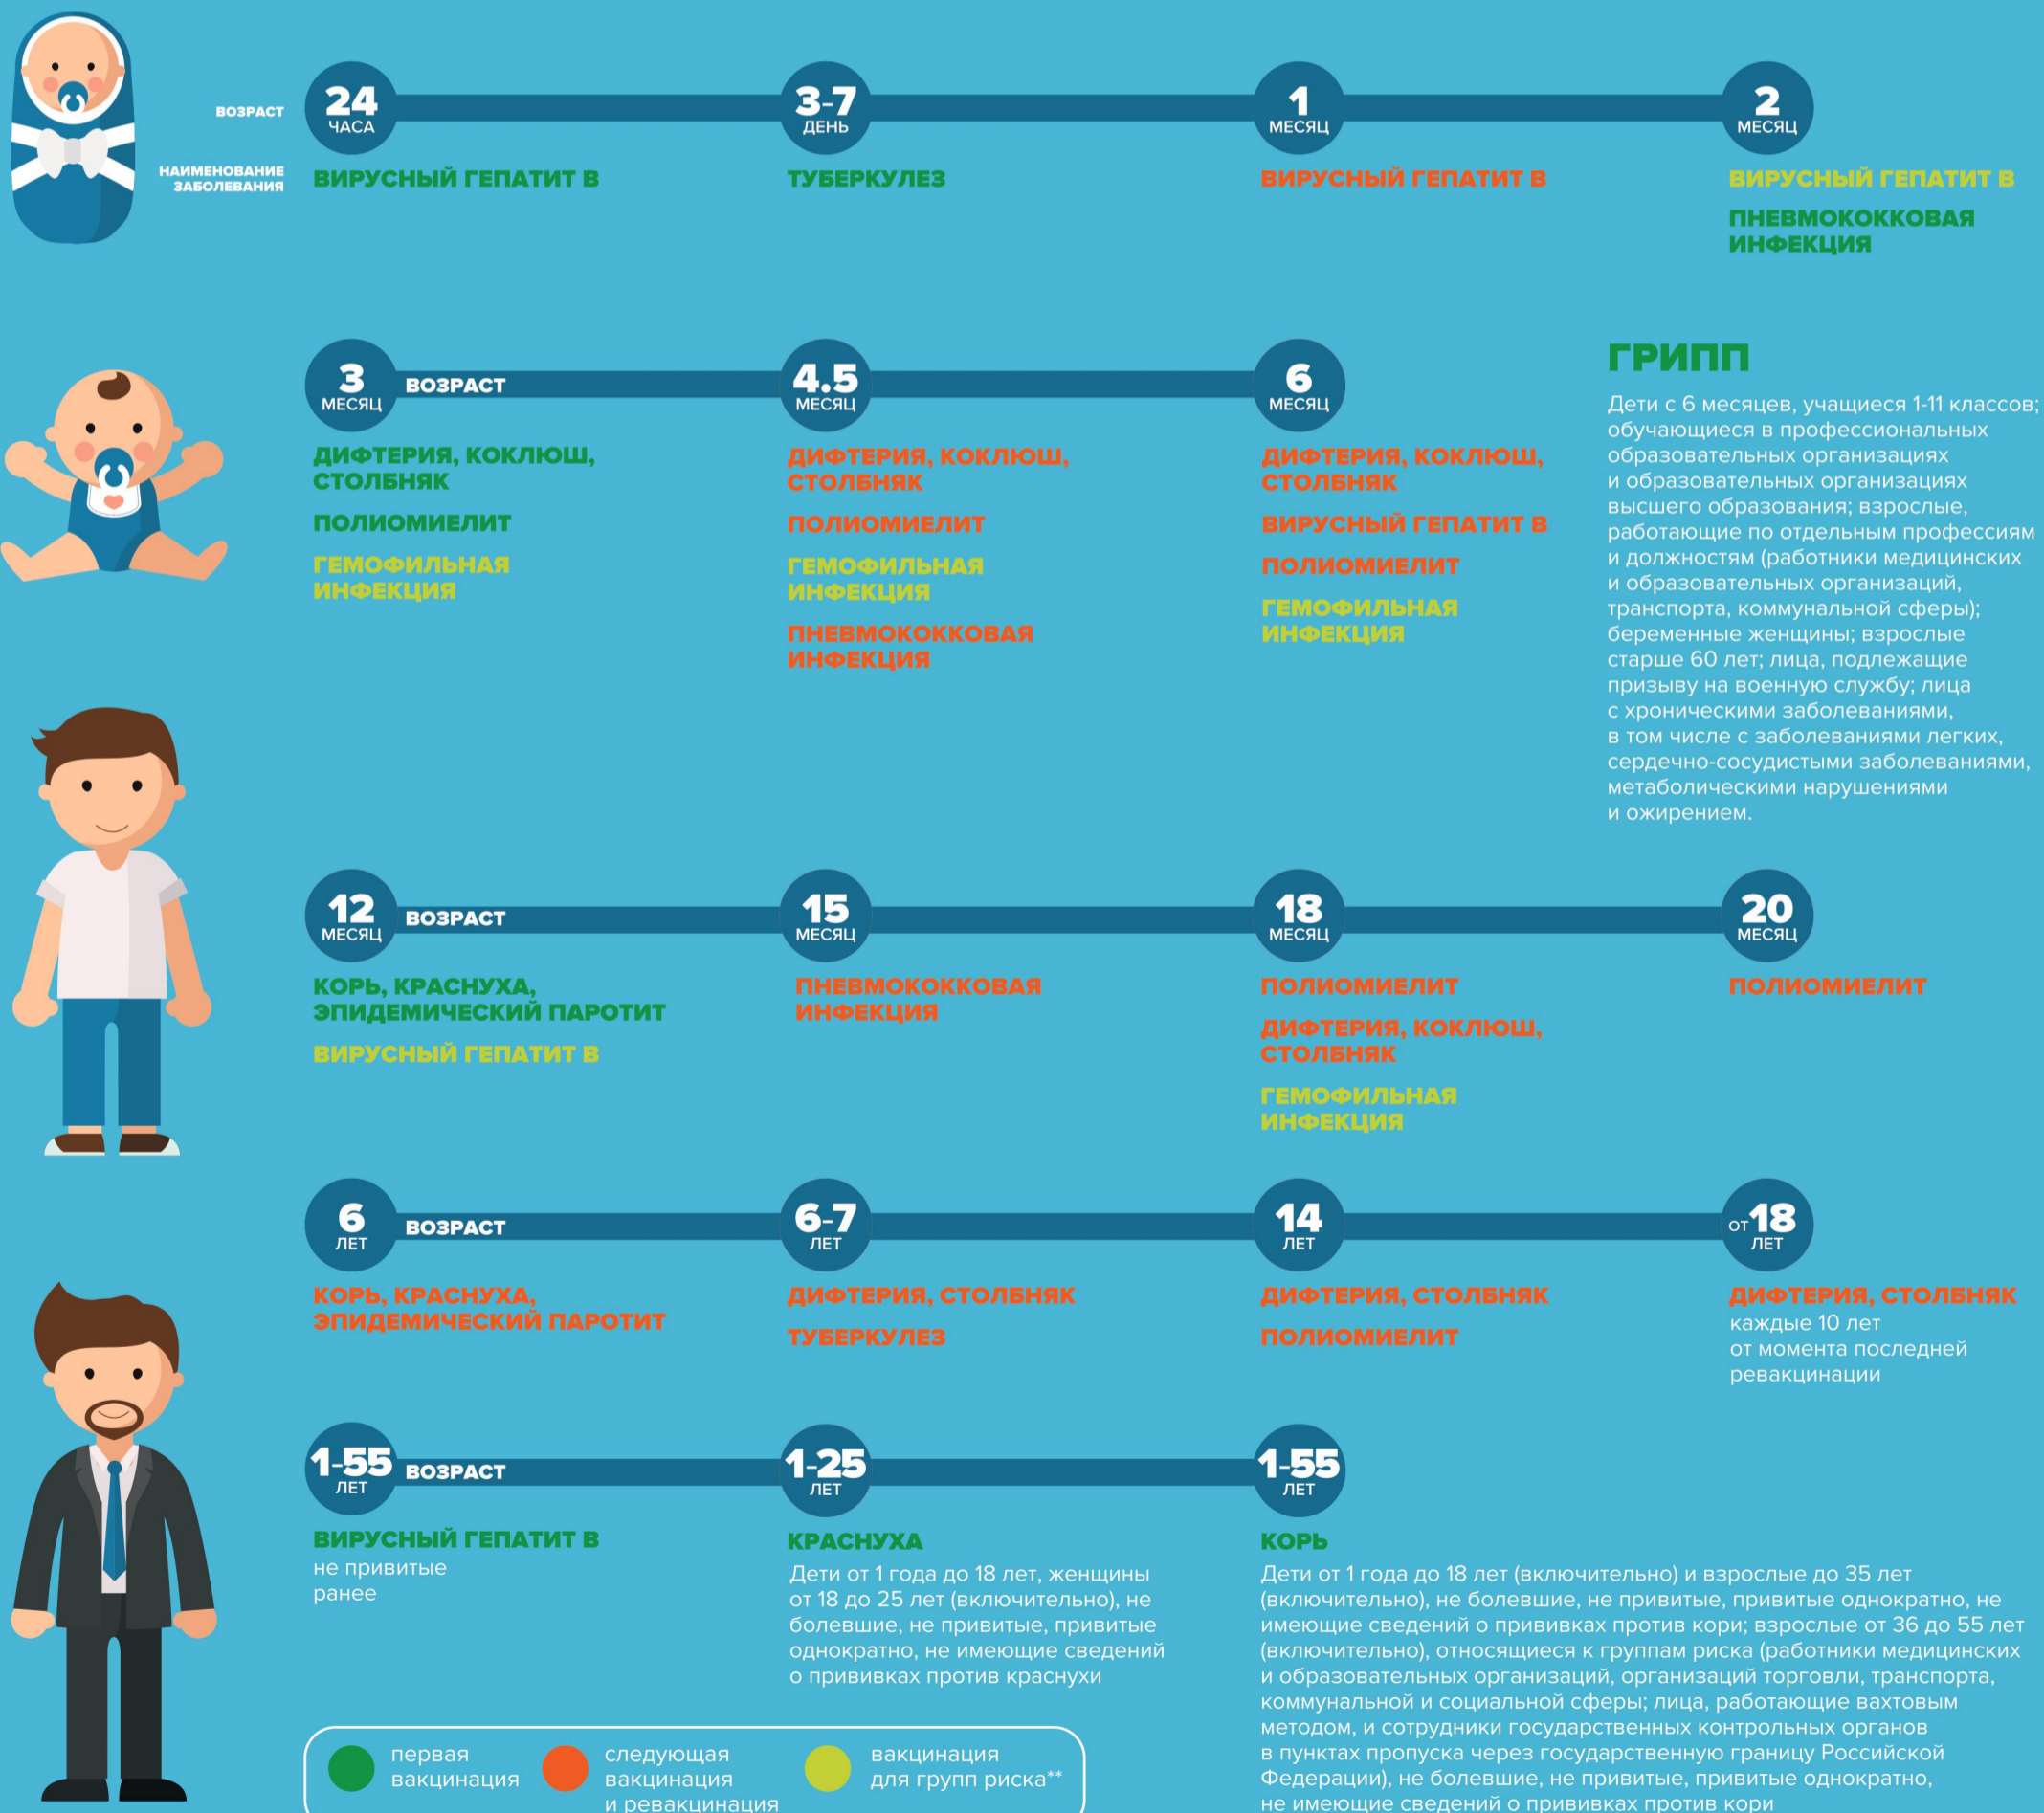 ВОЗРАСТ
24
ЧАСА
3-7
ДЕНЬ
1
МЕСЯЦ
2
МЕСЯЦ
НАИМЕНОВАНИЕ
ЗАБОЛЕВАНИЯ
ВИРУСНЫЙ ГЕПАТИТ В
ТУБЕРКУЛЕЗ
ВИРУСНЫЙ ГЕПАТИТ В
ВИРУСНЫЙ ГЕПАТИТ В
ПНЕВМОКОККОВАЯ
ИНФЕКЦИЯ
3
МЕСЯЦ
ВОЗРАСТ
4.5
МЕСЯЦ
6
МЕСЯЦ
ДИФТЕРИЯ, КОКЛЮШ,
СТОЛБНЯК
ПОЛИОМИЕЛИТ
ГЕМОФИЛЬНАЯ
ИНФЕКЦИЯ
ДИФТЕРИЯ, КОКЛЮШ,
СТОЛБНЯК
ПОЛИОМИЕЛИТ
ГЕМОФИЛЬНАЯ
ИНФЕКЦИЯ
ПНЕВМОКОККОВАЯ
ИНФЕКЦИЯ
ДИФТЕРИЯ, КОКЛЮШ,
СТОЛБНЯК
ВИРУСНЫЙ ГЕПАТИТ В
ПОЛИОМИЕЛИТ
ГЕМОФИЛЬНАЯ
ИНФЕКЦИЯ
ГРИПП
Дети с 6 месяцев, учащиеся 1-11 классов;
обучающиеся в профессиональных
образовательных организациях
и образовательных организациях
высшего образования; взрослые,
работающие по отдельным профессиям
и должностям (работники медицинских
и образовательных организаций,
транспорта, коммунальной сферы);
беременные женщины; взрослые
старше 60 лет; лица, подлежащие
призыву на военную службу; лица
с хроническими заболеваниями,
в том числе с заболеваниями легких,
сердечно-сосудистыми заболеваниями,
метаболическими нарушениями
и ожирением.
12
МЕСЯЦ
ВОЗРАСТ
15
МЕСЯЦ
18
МЕСЯЦ
20
МЕСЯЦ
КОРЬ, КРАСНУХА,
ЭПИДЕМИЧЕСКИЙ ПАРОТИТ
ВИРУСНЫЙ ГЕПАТИТ В
ПНЕВМОКОККОВАЯ
ИНФЕКЦИЯ
ПОЛИОМИЕЛИТ
ДИФТЕРИЯ, КОКЛЮШ,
СТОЛБНЯК
ГЕМОФИЛЬНАЯ
ИНФЕКЦИЯ
ПОЛИОМИЕЛИТ
6
ЛЕТ
ВОЗРАСТ
6-7
ЛЕТ
14
ЛЕТ
ОТ 18
ЛЕТ
КОРЬ, КРАСНУХА,
ЭПИДЕМИЧЕСКИЙ ПАРОТИТ
ДИФТЕРИЯ, СТОЛБНЯК
ТУБЕРКУЛЕЗ
ДИФТЕРИЯ, СТОЛБНЯК
ПОЛИОМИЕЛИТ
ДИФТЕРИЯ, СТОЛБНЯК
каждые 10 лет
от момента последней
ревакцинации
1-55
ЛЕТ
ВОЗРАСТ
1-25
ЛЕТ
1-55
ЛЕТ
ВИРУСНЫЙ ГЕПАТИТ В
не привитые
ранее
КРАСНУХА
Дети от 1 года до 18 лет, женщины
от 18 до 25 лет (включительно), не
болевшие, не привитые, привитые
однократно, не имеющие сведений
о прививках против краснухи
КОРЬ
Дети от 1 года до 18 лет (включительно) и взрослые до 35 лет
(включительно), не болевшие, не привитые, привитые однократно, не
имеющие сведений о прививках против кори; взрослые от 36 до 55 лет
(включительно), относящиеся к группам риска (работники медицинских
и образовательных организаций, организаций торговли, транспорта,
коммунальной и социальной сферы; лица, работающие вахтовым
методом, и сотрудники государственных контрольных органов
в пунктах пропуска через государственную границу Российской
Федерации), не болевшие, не привитые, привитые однократно,
не имеющие сведений о прививках против кори
первая
вакцинация
следующая
вакцинация
и ревакцинация
вакцинация
для групп риска**